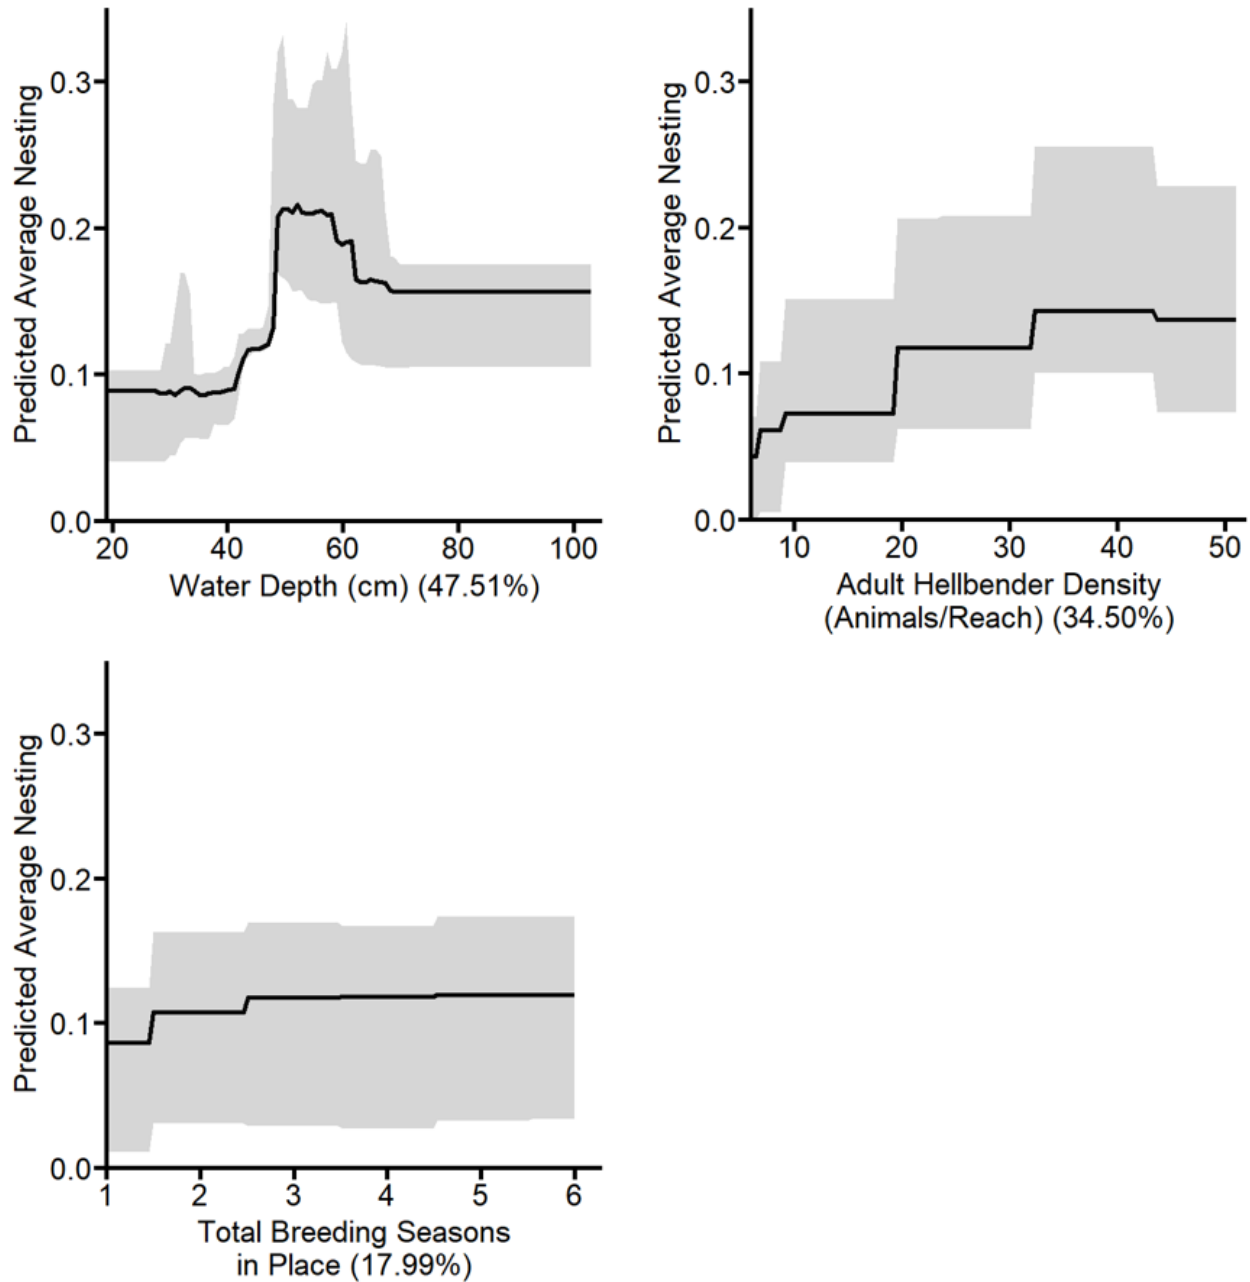 Predicted Average Nesting
0.3
0.2
0.1
0.0
20 40 60 80 100
Water Depth (cm) (47.51%)
Predicted Average Nesting
0.3
0.2
0.1
0.0
10 20 30 40 50
Adult Hellbender Density
(Animals/Reach) (34.50%)
Predicted Average Nesting
0.3
0.2
0.1
0.0
1 2 3 4 5 6
Total Breeding Seasons
in Place (17.99%)